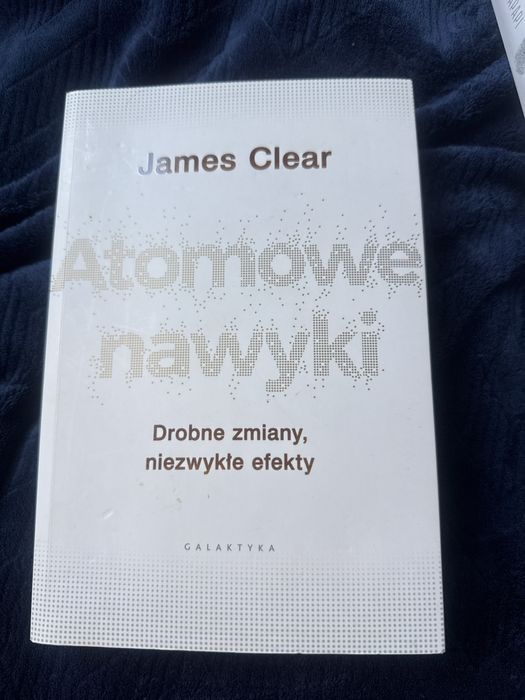 James Clear
Atomowe
nawyki
Drobne zmiany,
niezwykłe efekty
GALAKTYKA